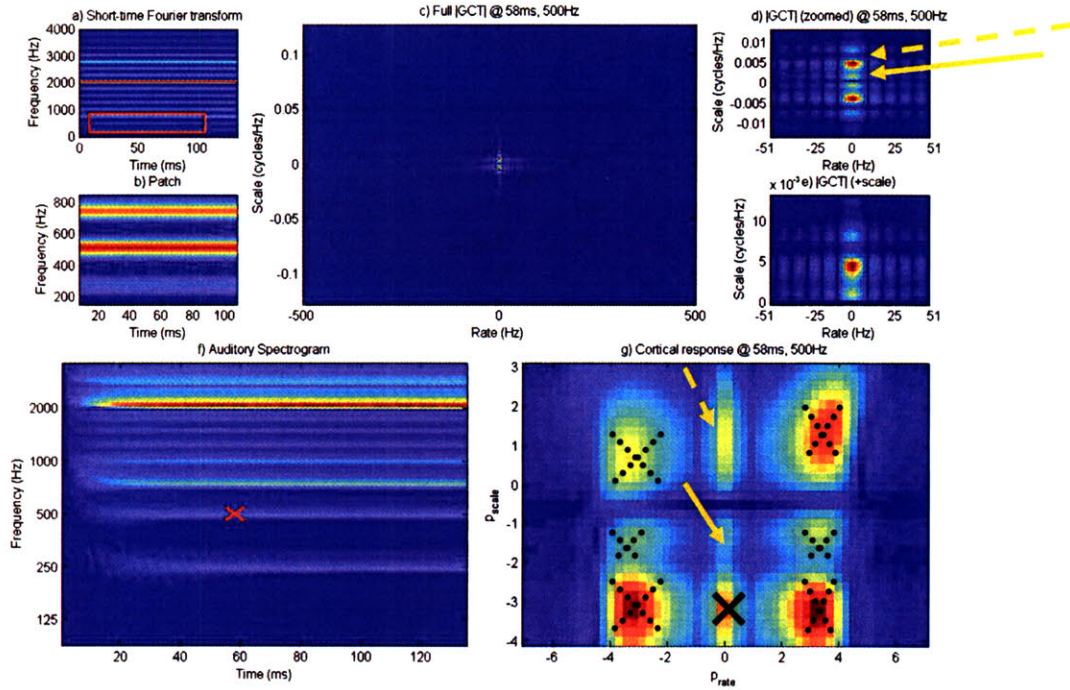 a) Short-time Fourier transform
Frequency (Hz)
4000
3000
2000
1000
0
0 50 100
Time (ms)
b) Patch
Frequency (Hz)
800
600
400
200
20 40 60 80 100
Time (ms)
c) Full |GCT| @ 58ms, 500Hz
Scale (cycles/Hz)
0.1
0.05
0
-0.05
-0.1
-500 0 500
Rate (Hz)
d) |GCT| (zoomed) @ 58ms, 500Hz
Scale (cycles/Hz)
0.01
0.005
0
-0.005
-0.01
-51 -25 0 25 51
Rate (Hz)
x 10^-3 e) |GCT| (+scale)
Scale (cycles/Hz)
10
5
0
-51 -25 0 25 51
Rate (Hz)
f) Auditory Spectrogram
Frequency (Hz)
2000
1000
500
250
125
20 40 60 80 100 120
Time (ms)
g) Cortical response @ 58ms, 500Hz
p_scale
3
2
1
0
-1
-2
-3
-4
-6 -4 -2 0 2 4 6
p_rate